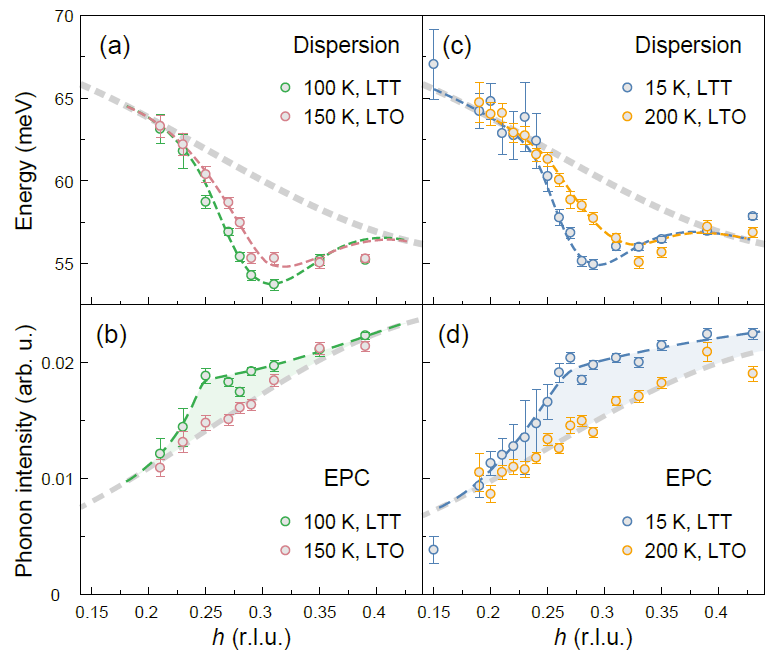 (a)
Dispersion
100 K, LTT
150 K, LTO
(c)
Dispersion
15 K, LTT
200 K, LTO
70
65
60
55
Energy (meV)
(b)
EPC
100 K, LTT
150 K, LTO
(d)
EPC
15 K, LTT
200 K, LTO
0.02
0.01
0
Phonon intensity (arb. u.)
0.15 0.2 0.25 0.3 0.35 0.4
0.15 0.2 0.25 0.3 0.35 0.4
h (r.l.u.)
h (r.l.u.)